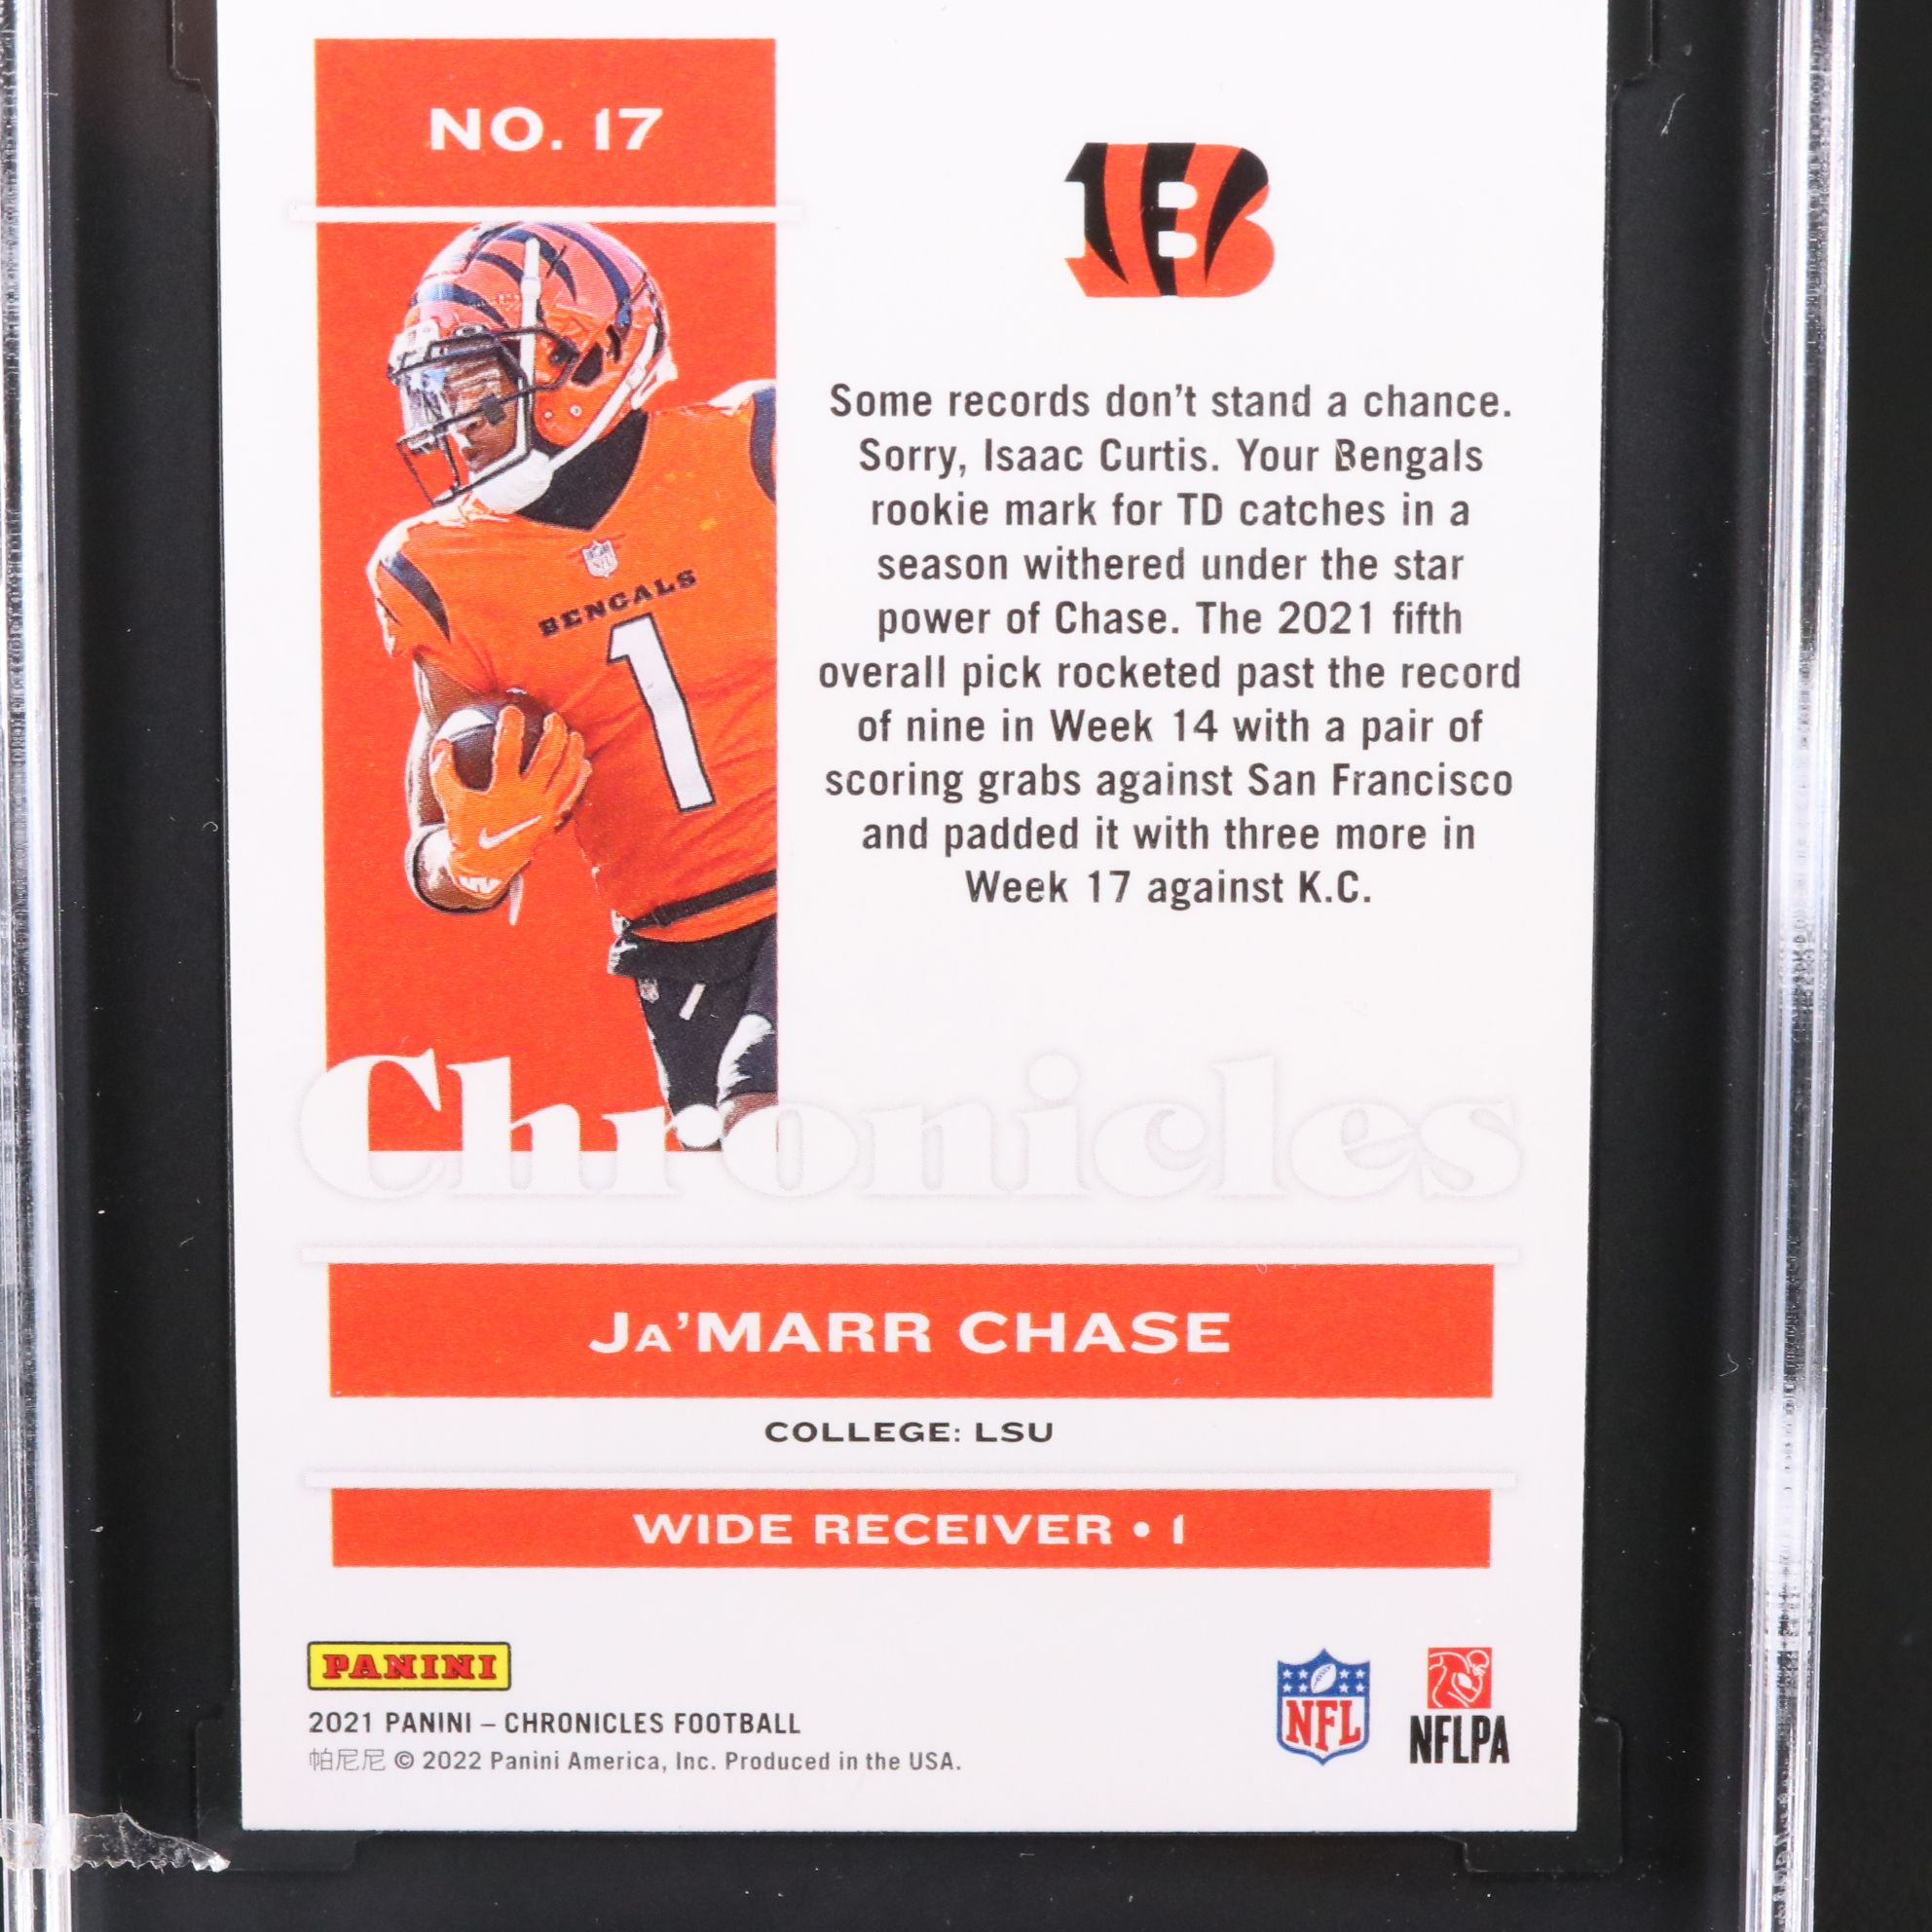 NO. 17
Some records don't stand a chance.
Sorry, Isaac Curtis. Your Bengals
rookie mark for TD catches in a
season withered under the star
power of Chase. The 2021 fifth
overall pick rocketed past the record
of nine in Week 14 with a pair of
scoring grabs against San Francisco
and padded it with three more in
Week 17 against K.C.
BENGALS
1
Chronicles
JA'MARR CHASE
COLLEGE: LSU
WIDE RECEIVER • 1
PANINI
2021 PANINI – CHRONICLES FOOTBALL
帕尼尼 © 2022 Panini America, Inc. Produced in the USA.
NFL
NFLPA